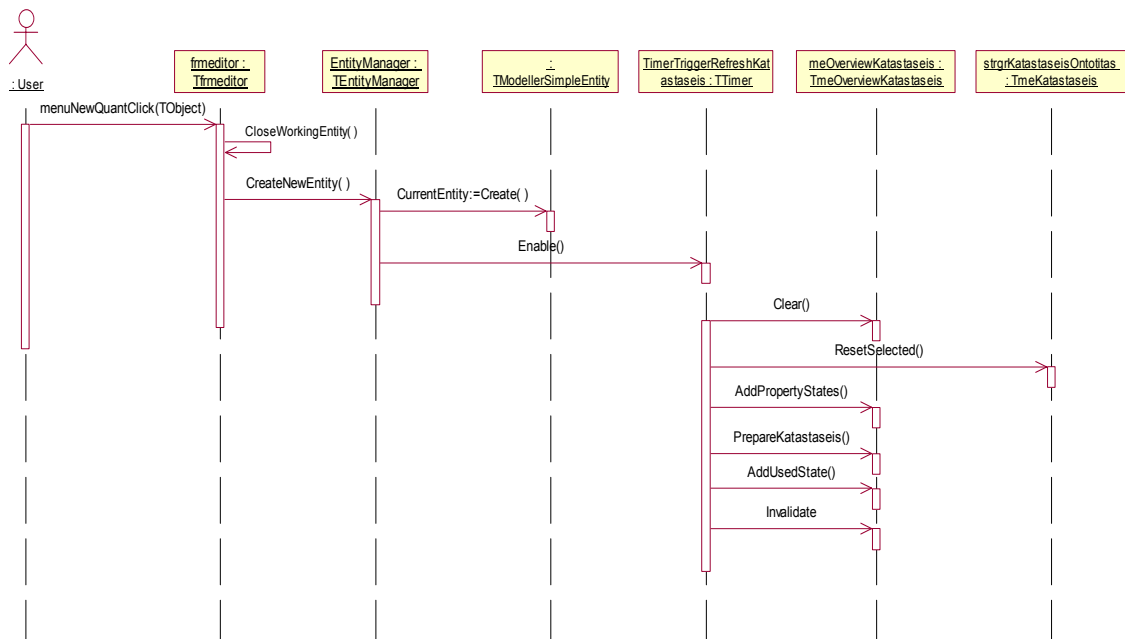 : User
frmeditor :
Tfrmeditor
EntityManager :
TEntityManager
:
TModellerSimpleEntity
TimerTriggerRefreshKat
astaseis : TTimer
meOverviewKatastaseis :
TmeOverviewKatastaseis
strgrKatastaseisOntotitas
: TmeKatastaseis
menuNewQuantClick(TObject)
CloseWorkingEntity( )
CreateNewEntity( )
CurrentEntity:=Create( )
Enable()
Clear()
ResetSelected()
AddPropertyStates()
PrepareKatastaseis()
AddUsedState()
Invalidate